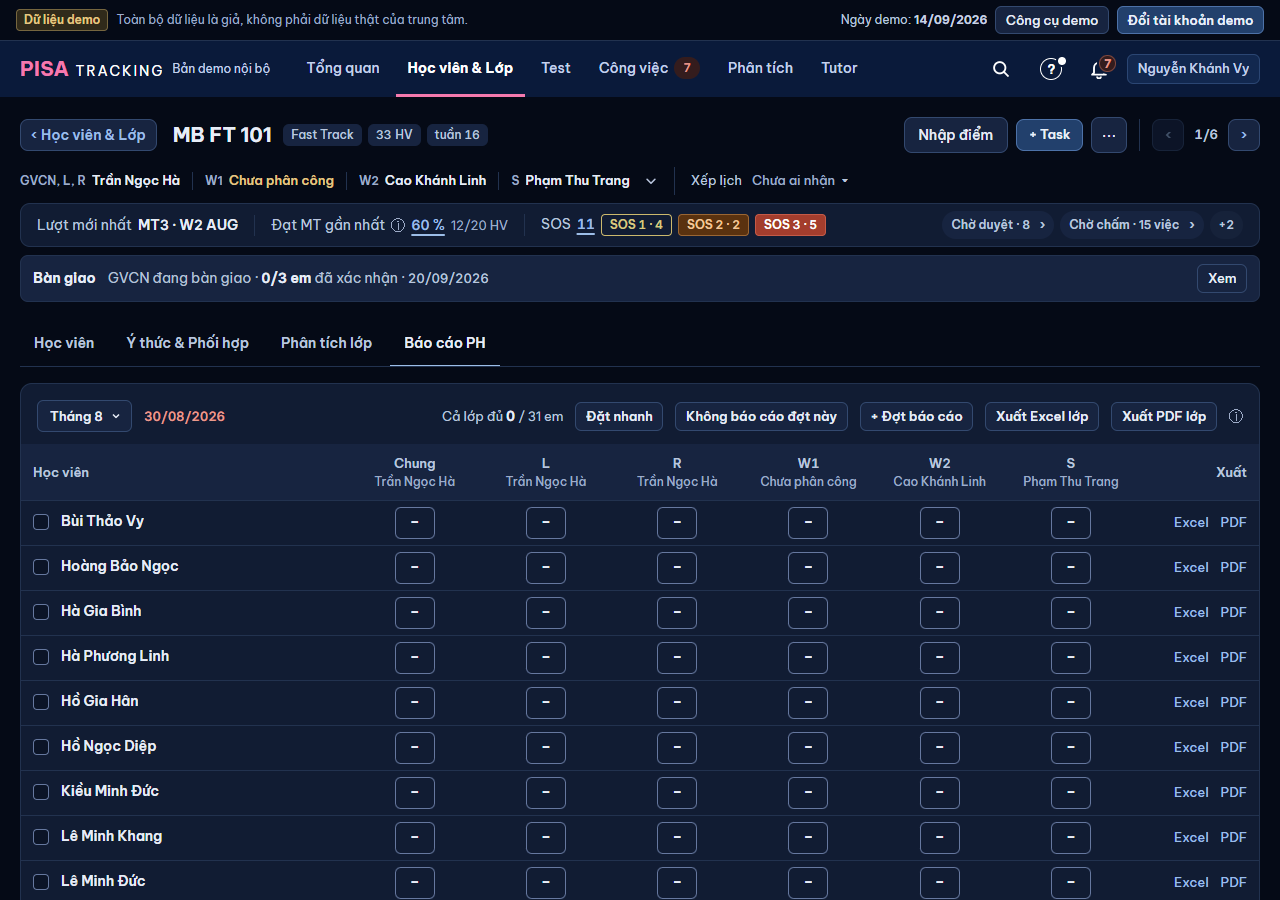 Dữ liệu demo Toàn bộ dữ liệu là giả, không phải dữ liệu thật của trung tâm. Ngày demo: 14/09/2026 Công cụ demo Đổi tài khoản demo
PISA TRACKING Bản demo nội bộ Tổng quan Học viên & Lớp Test Công việc 7 Phân tích Tutor ? 7 Nguyễn Khánh Vy
‹ Học viên & Lớp MB FT 101 Fast Track 33 HV tuần 16 Nhập điểm + Task ... ‹ 1/6 ›
GVCN, L, R Trần Ngọc Hà W1 Chưa phân công W2 Cao Khánh Linh S Phạm Thu Trang Xếp lịch Chưa ai nhận
Lượt mới nhất MT3 · W2 AUG Đạt MT gần nhất ⓘ 60 % 12/20 HV SOS 11 SOS 1 · 4 SOS 2 · 2 SOS 3 · 5 Chờ duyệt · 8 › Chờ chấm · 15 việc › +2
Bàn giao GVCN đang bàn giao · 0/3 em đã xác nhận · 20/09/2026 Xem
Học viên Ý thức & Phối hợp Phân tích lớp Báo cáo PH
Tháng 8 30/08/2026 Cả lớp đủ 0 / 31 em Đặt nhanh Không báo cáo đợt này + Đợt báo cáo Xuất Excel lớp Xuất PDF lớp ⓘ
Học viên Chung L R W1 W2 S Xuất
Trần Ngọc Hà Trần Ngọc Hà Trần Ngọc Hà Chưa phân công Cao Khánh Linh Phạm Thu Trang
Bùi Thảo Vy – – – – – – Excel PDF
Hoàng Bảo Ngọc – – – – – – Excel PDF
Hà Gia Bình – – – – – – Excel PDF
Hà Phương Linh – – – – – – Excel PDF
Hồ Gia Hân – – – – – – Excel PDF
Hồ Ngọc Diệp – – – – – – Excel PDF
Kiều Minh Đức – – – – – – Excel PDF
Lê Minh Khang – – – – – – Excel PDF
Lê Minh Đức – – – – – – Excel PDF